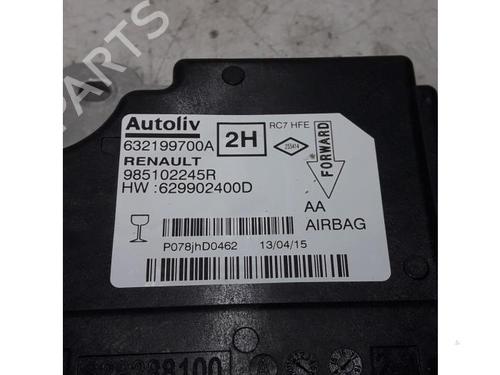 PARTS
Autoliv
2H
RC7 HFE
632199700A
RENAULT
985102245R
HW :629902400D
FORWARD
AA
AIRBAG
P078jhD0462
13/04/15